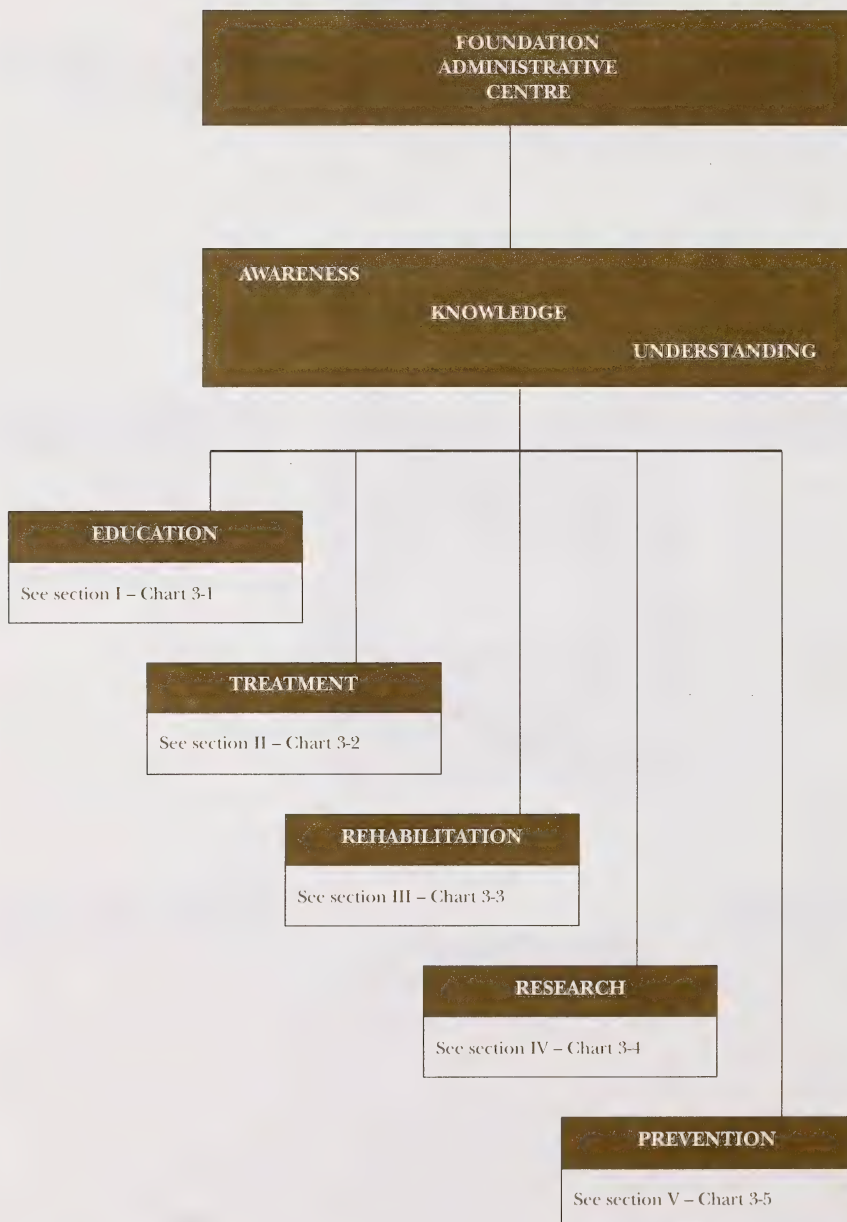 FOUNDATION
ADMINISTRATIVE
CENTRE
AWARENESS
KNOWLEDGE
UNDERSTANDING
EDUCATION
See section I – Chart 3-1
TREATMENT
See section II – Chart 3-2
REHABILITATION
See section III – Chart 3-3
RESEARCH
See section IV – Chart 3-4
PREVENTION
See section V – Chart 3-5